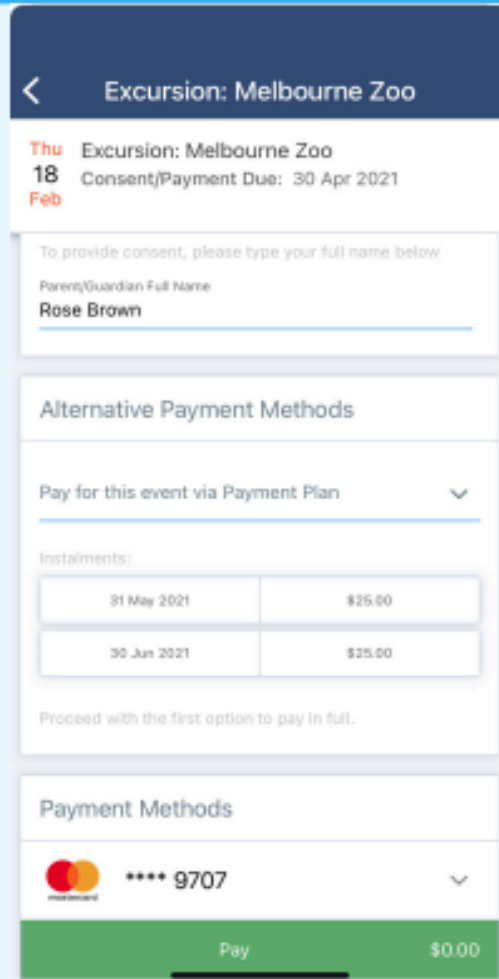 Excursion: Melbourne Zoo
Thu
18
Feb
Excursion: Melbourne Zoo
Consent/Payment Due: 30 Apr 2021
To provide consent, please type your full name below
Parent/Guardian Full Name
Rose Brown
Alternative Payment Methods
Pay for this event via Payment Plan
Instalments:
31 May 2021 $25.00
30 Jun 2021 $25.00
Proceed with the first option to pay in full.
Payment Methods
mastercard
**** 9707
Pay $0.00